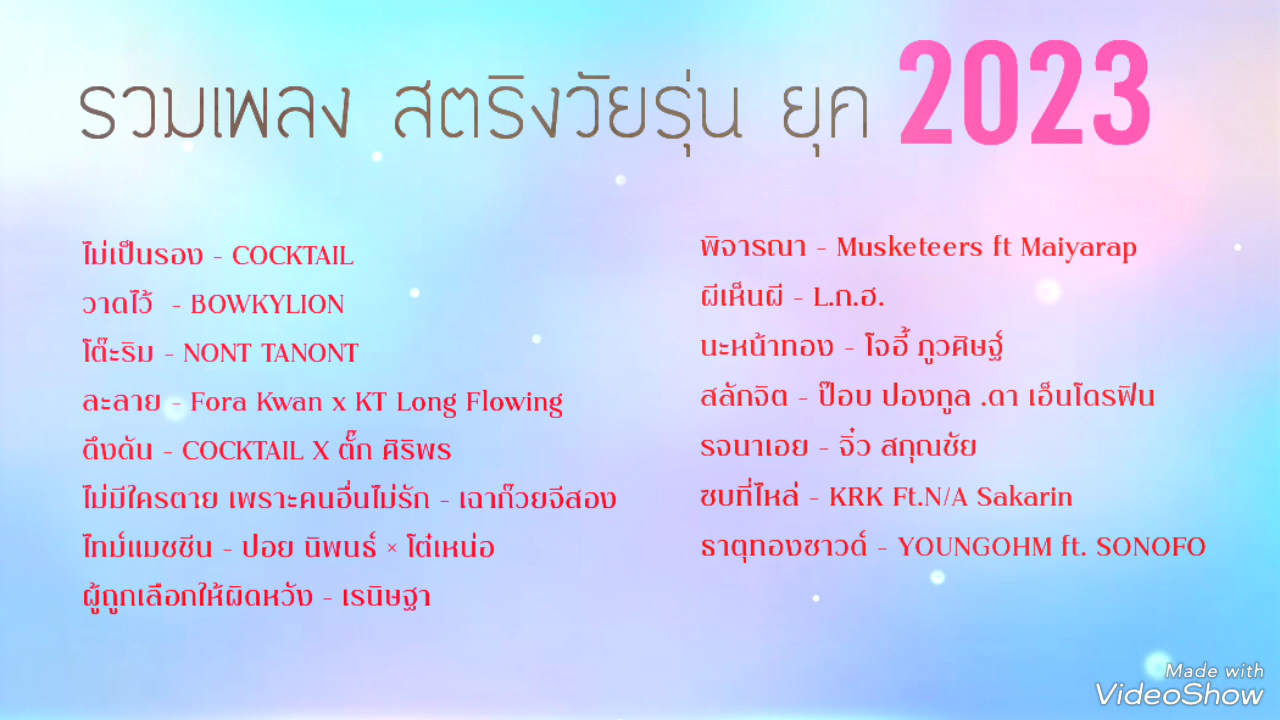 รวมเพลง สตริงวัยรุ่น ยุค 2023
ไม่เป็นรอง - COCKTAIL
วาดไว้ - BOWKYLION
โต๊ะริม - NONT TANONT
ละลาย - Fora Kwan x KT Long Flowing
ดึงดัน - COCKTAIL X ตั๊ก ศิริพร
ไม่มีใครตาย เพราะคนอื่นไม่รัก - เฉาก๊วยจีสอง
ไทม์แมชชีน - ปอย นิพนธ์ × โต๋เหน่อ
ผู้ถูกเลือกให้ผิดหวัง - เรนิษฐา
พิจารณา - Musketeers ft Maiyarap
ผีเห็นผี - L.ก.ฮ.
นะหน้าทอง - โจอี้ ภูวศิษฐ์
สลักจิต - ป๊อบ ปองกูล .ดา เอ็นโดรฟิน
รจนาเอย - จิ๋ว สกุณชัย
ซบที่ไหล่ - KRK Ft.N/A Sakarin
ธาตุทองซาวด์ - YOUNGOHM ft. SONOFO
Made with
VideoShow